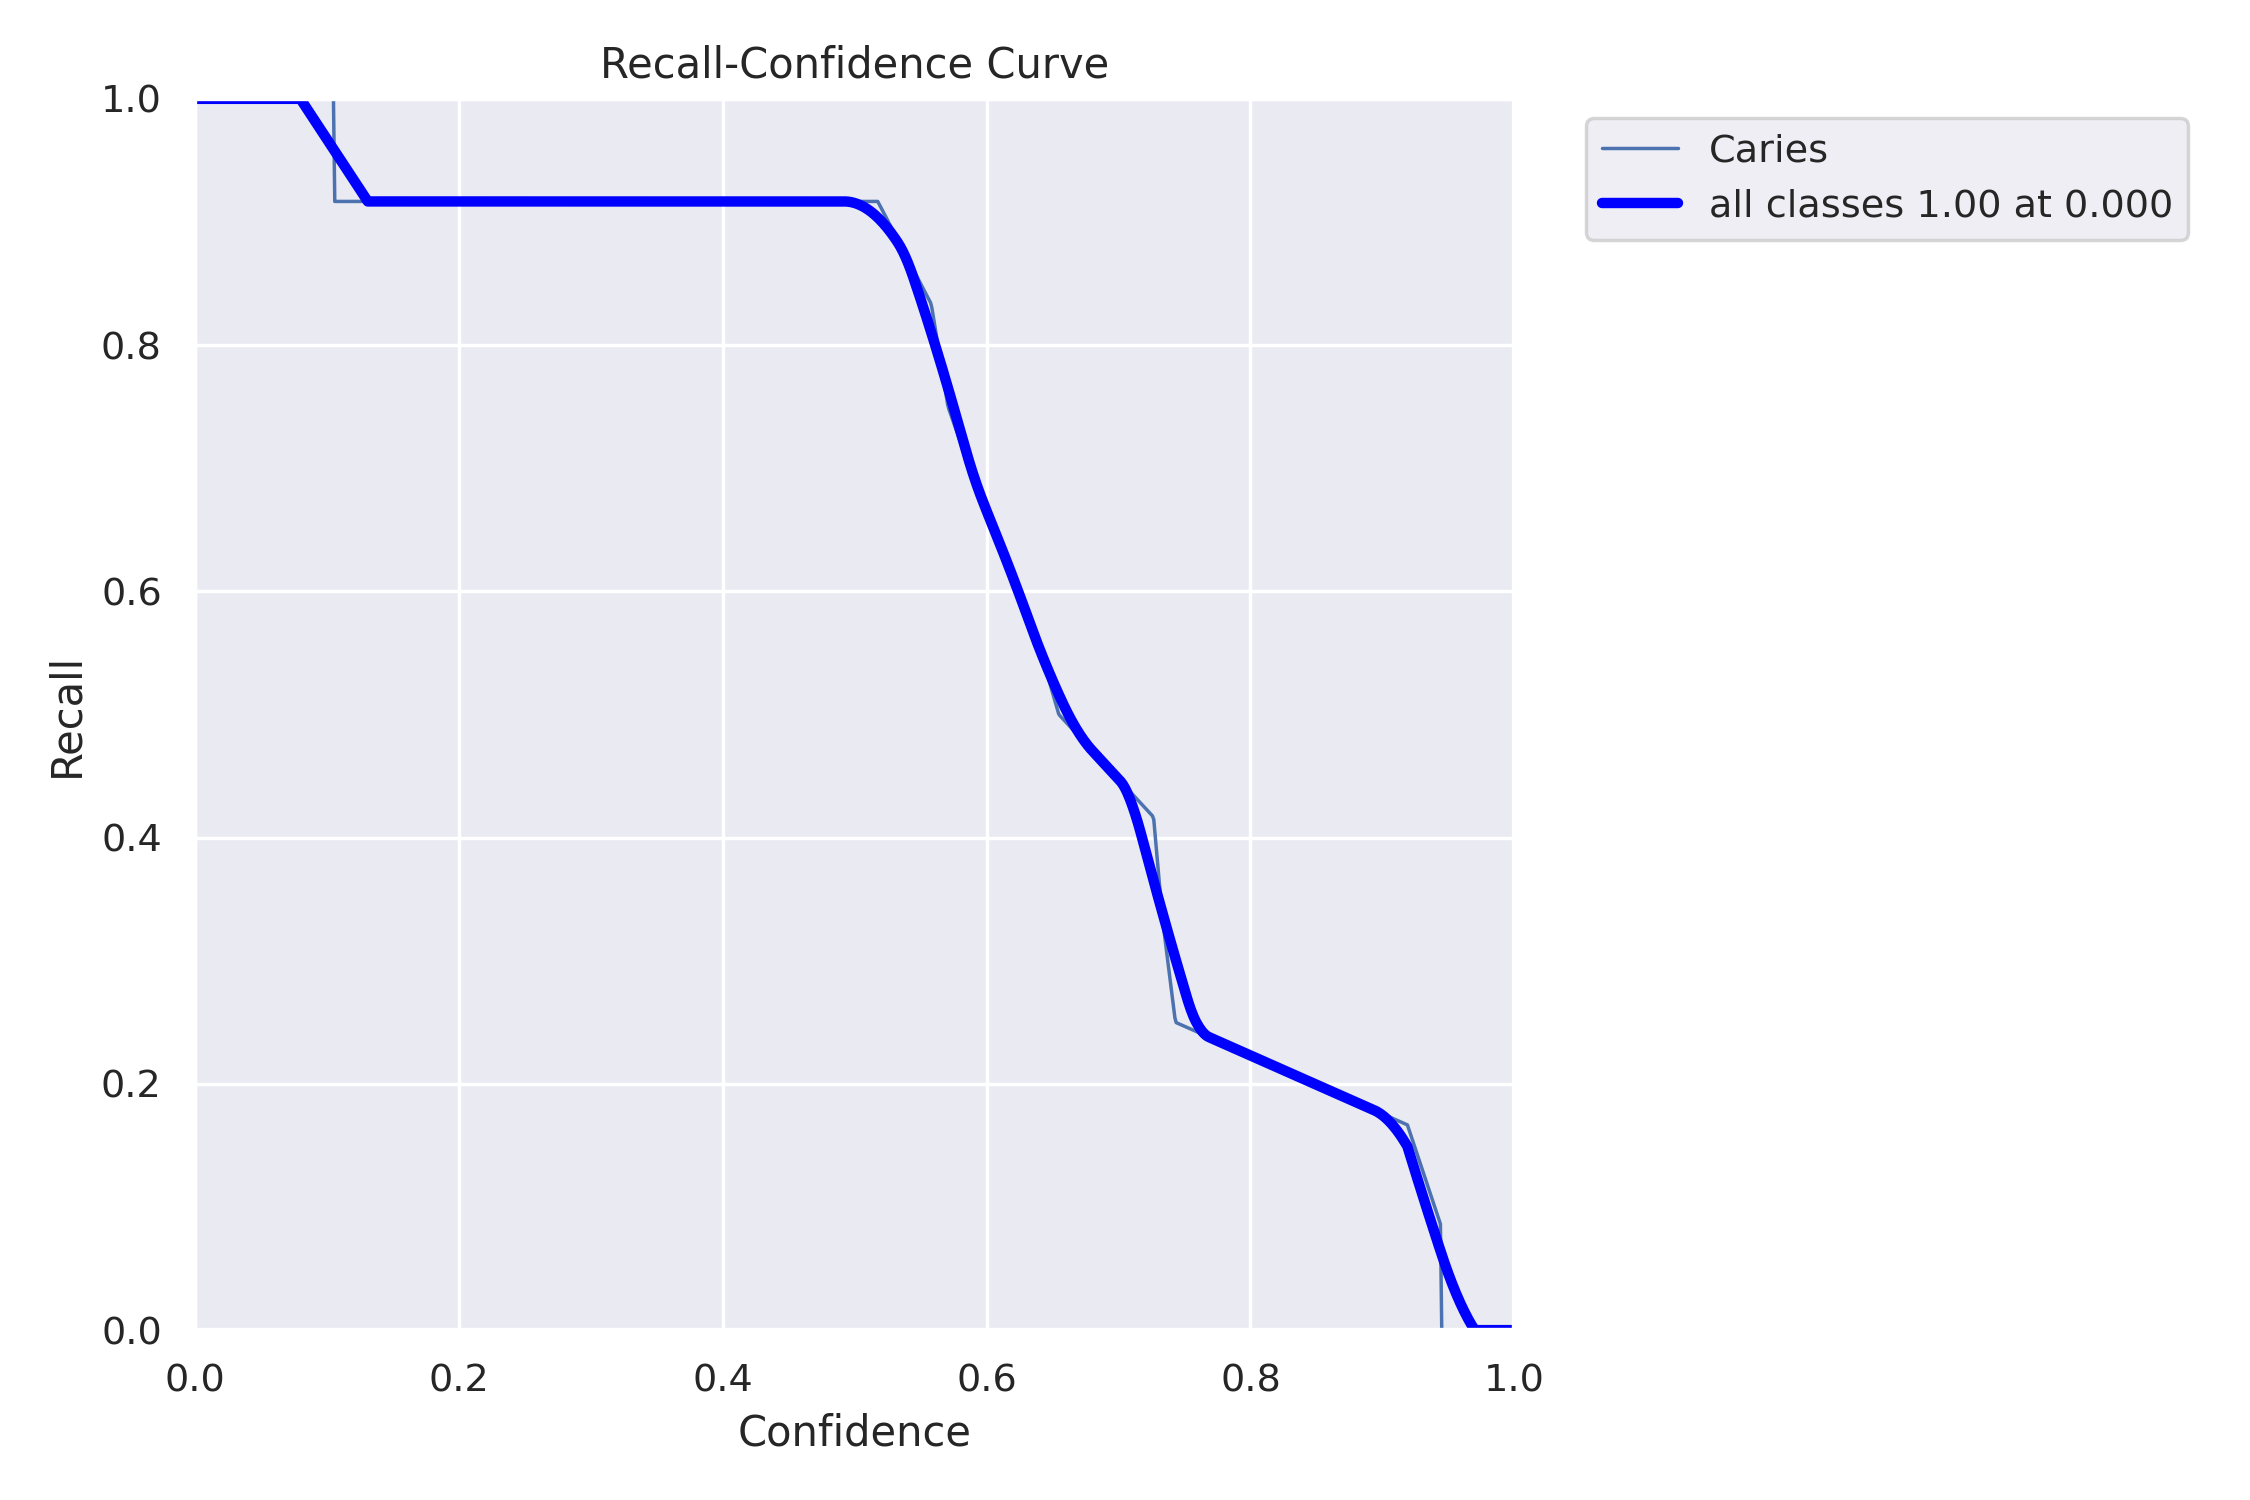 Recall-Confidence Curve
1.0
0.8
0.6
0.4
0.2
0.0
Recall
0.0 0.2 0.4 0.6 0.8 1.0
Confidence
Caries
all classes 1.00 at 0.000